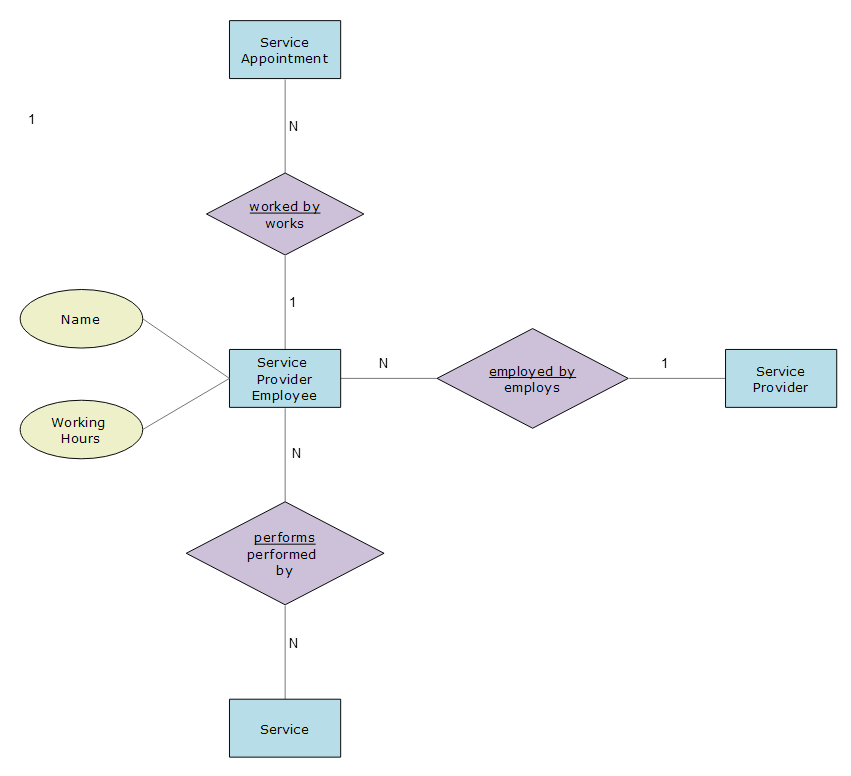 Service
Appointment
1
N
worked by
works
1
Name
Service
Provider
Employee
N
employed by
employs
1
Service
Provider
Working
Hours
N
performs
performed
by
N
Service